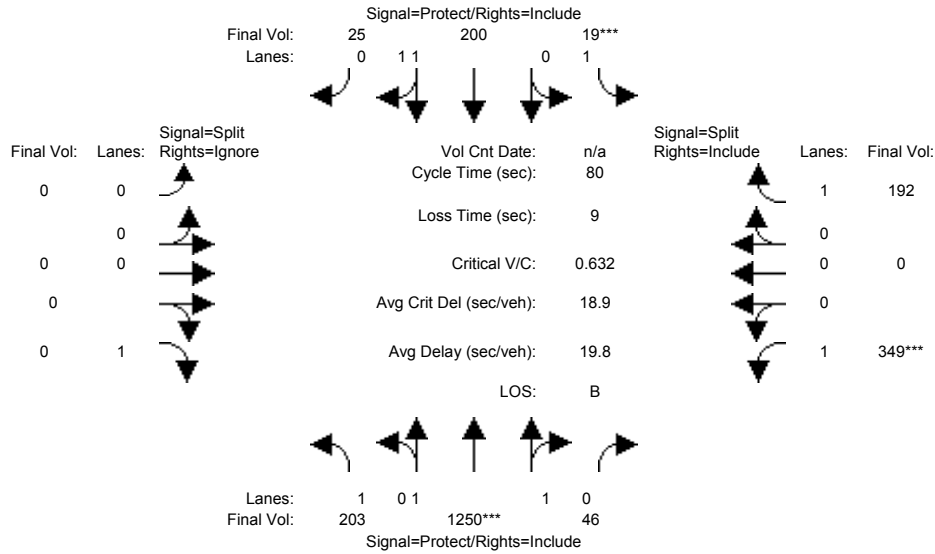 Signal=Protect/Rights=Include
Final Vol: 25 200 19***
Lanes: 0 1 1 0 1
Signal=Split Signal=Split
Final Vol: Lanes: Rights=Ignore Vol Cnt Date: n/a Rights=Include Lanes: Final Vol:
Cycle Time (sec): 80
0 0 1 192
Loss Time (sec): 9
0 0
0 0 Critical V/C: 0.632 0 0
0 Avg Crit Del (sec/veh): 18.9 0
0 1 Avg Delay (sec/veh): 19.8 1 349***
LOS: B
Lanes: 1 0 1 1 0
Final Vol: 203 1250*** 46
Signal=Protect/Rights=Include